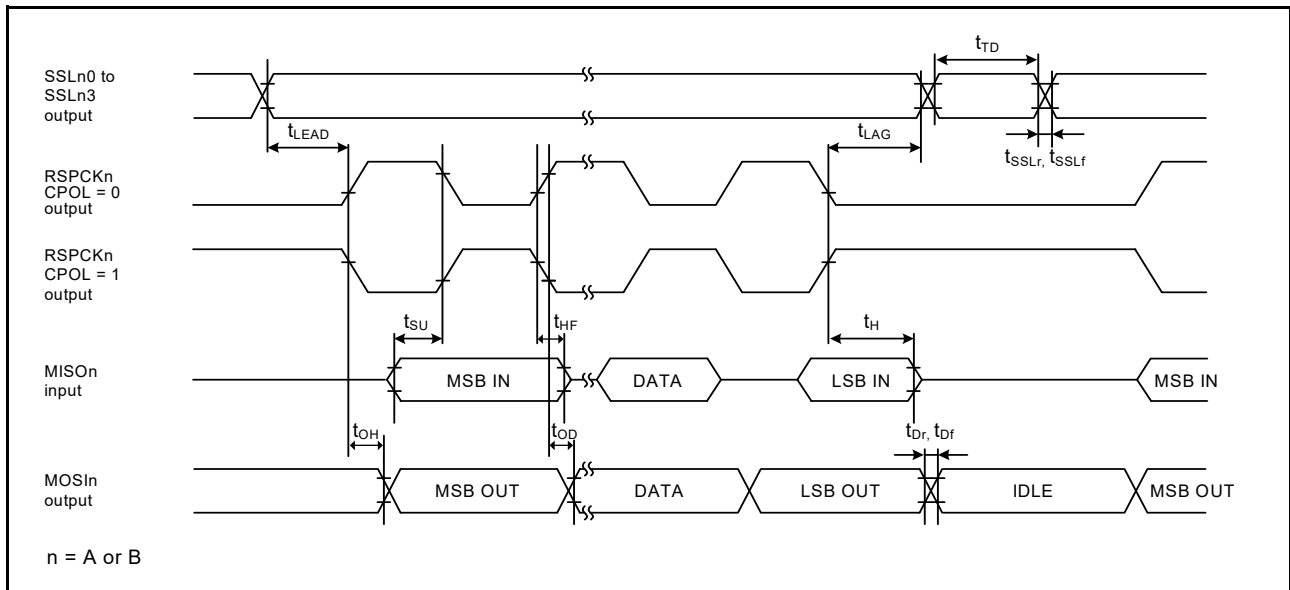 tTD
SSLn0 to
SSLn3
output
tLEAD
tLAG
tSSLr, tSSLf
RSPCKn
CPOL = 0
output
RSPCKn
CPOL = 1
output
tSU
tHF
tH
MISOn
input
MSB IN
DATA
LSB IN
MSB IN
tOH
tOD
tDr, tDf
MOSIn
output
MSB OUT
DATA
LSB OUT
IDLE
MSB OUT
n = A or B